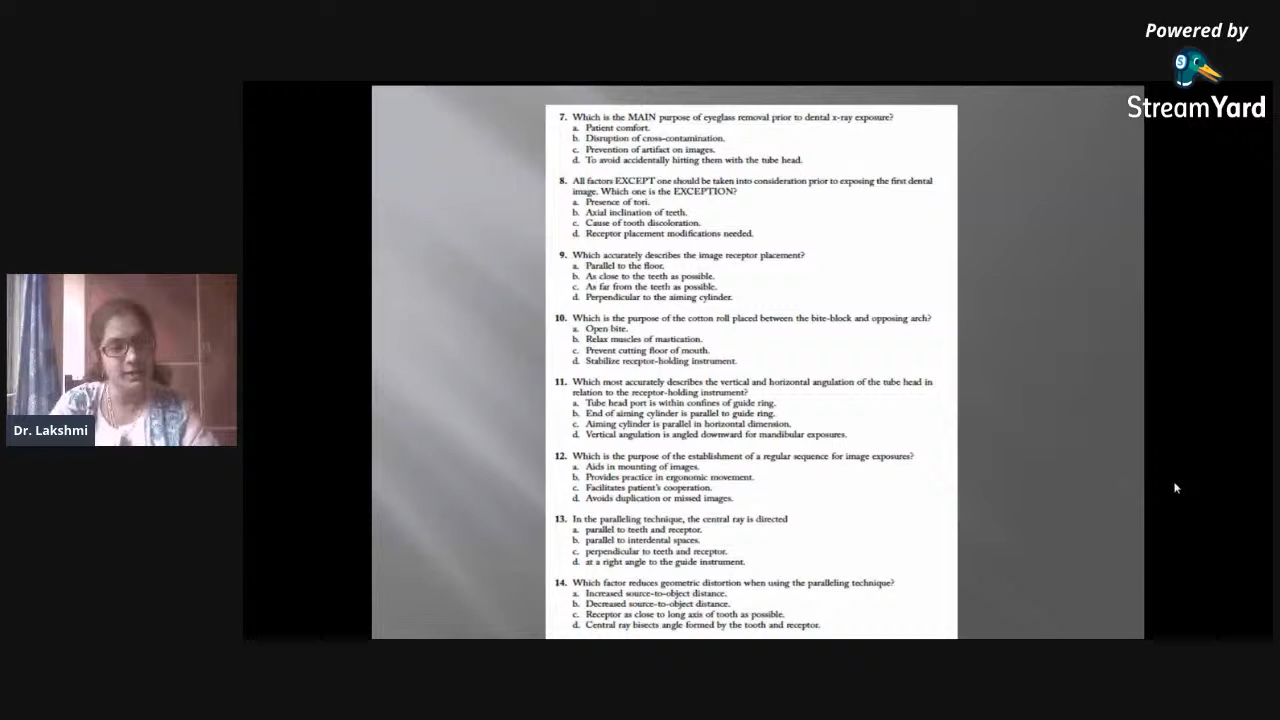 Powered by
StreamYard
7. Which is the MAIN purpose of eyeglass removal prior to dental x-ray exposure?
a. Patient comfort.
b. Disruption of cross-contamination.
c. Prevention of artifact on images.
d. To avoid accidentally hitting them with the tube head.
8. All factors EXCEPT one should be taken into consideration prior to exposing the first dental
image. Which one is the EXCEPTION?
a. Presence of tori.
b. Axial inclination of teeth.
c. Cause of tooth discoloration.
d. Receptor placement modifications needed.
9. Which accurately describes the image receptor placement?
a. Parallel to the floor.
b. As close to the teeth as possible.
c. As far from the teeth as possible.
d. Perpendicular to the aiming cylinder.
10. Which is the purpose of the cotton roll placed between the bite-block and opposing arch?
a. Open bite.
b. Relax muscles of mastication.
c. Prevent cutting floor of mouth.
d. Stabilize receptor-holding instrument.
11. Which most accurately describes the vertical and horizontal angulation of the tube head in
relation to the receptor-holding instrument?
a. Tube head port is within confines of guide ring.
b. End of aiming cylinder is parallel to guide ring.
c. Aiming cylinder is parallel in horizontal dimension.
d. Vertical angulation is angled downward for mandibular exposures.
12. Which is the purpose of the establishment of a regular sequence for image exposures?
a. Aids in mounting of images.
b. Provides practice in ergonomic movement.
c. Facilitates patient's cooperation.
d. Avoids duplication or missed images.
13. In the paralleling technique, the central ray is directed
a. parallel to teeth and receptor.
b. parallel to interdental spaces.
c. perpendicular to teeth and receptor.
d. at a right angle to the guide instrument.
14. Which factor reduces geometric distortion when using the paralleling technique?
a. Increased source-to-object distance.
b. Decreased source-to-object distance.
c. Receptor as close to long axis of tooth as possible.
d. Central ray bisects angle formed by the tooth and receptor.
Dr. Lakshmi